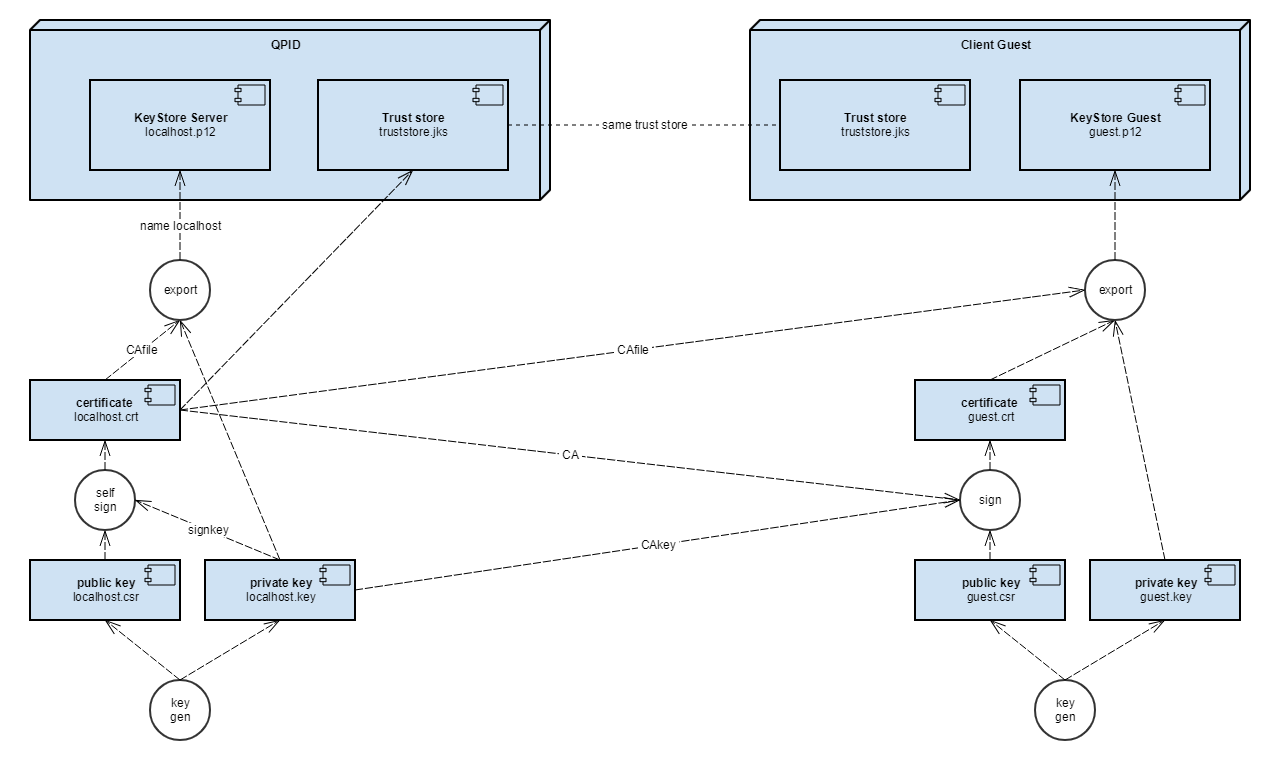 QPID
Client Guest
KeyStore Server
localhost.p12
Trust store
truststore.jks
same trust store
Trust store
truststore.jks
KeyStore Guest
guest.p12
name localhost
export
export
CAfile
CAfile
certificate
localhost.crt
certificate
guest.crt
CA
self
sign
sign
signkey
CAkey
public key
localhost.csr
private key
localhost.key
public key
guest.csr
private key
guest.key
key
gen
key
gen